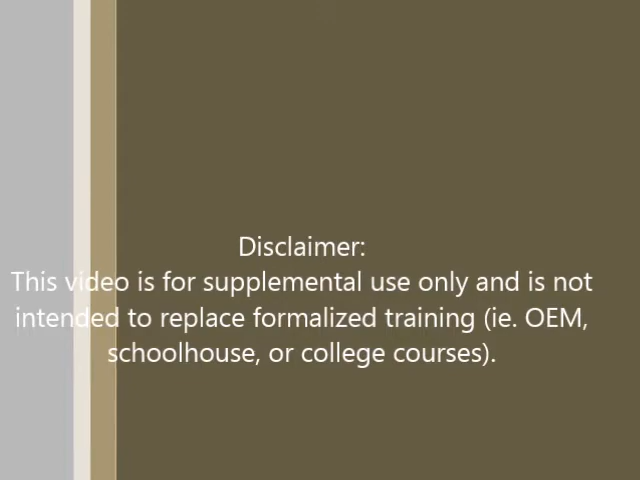 Disclaimer:
This video is for supplemental use only and is not
intended to replace formalized training (ie. OEM,
schoolhouse, or college courses).